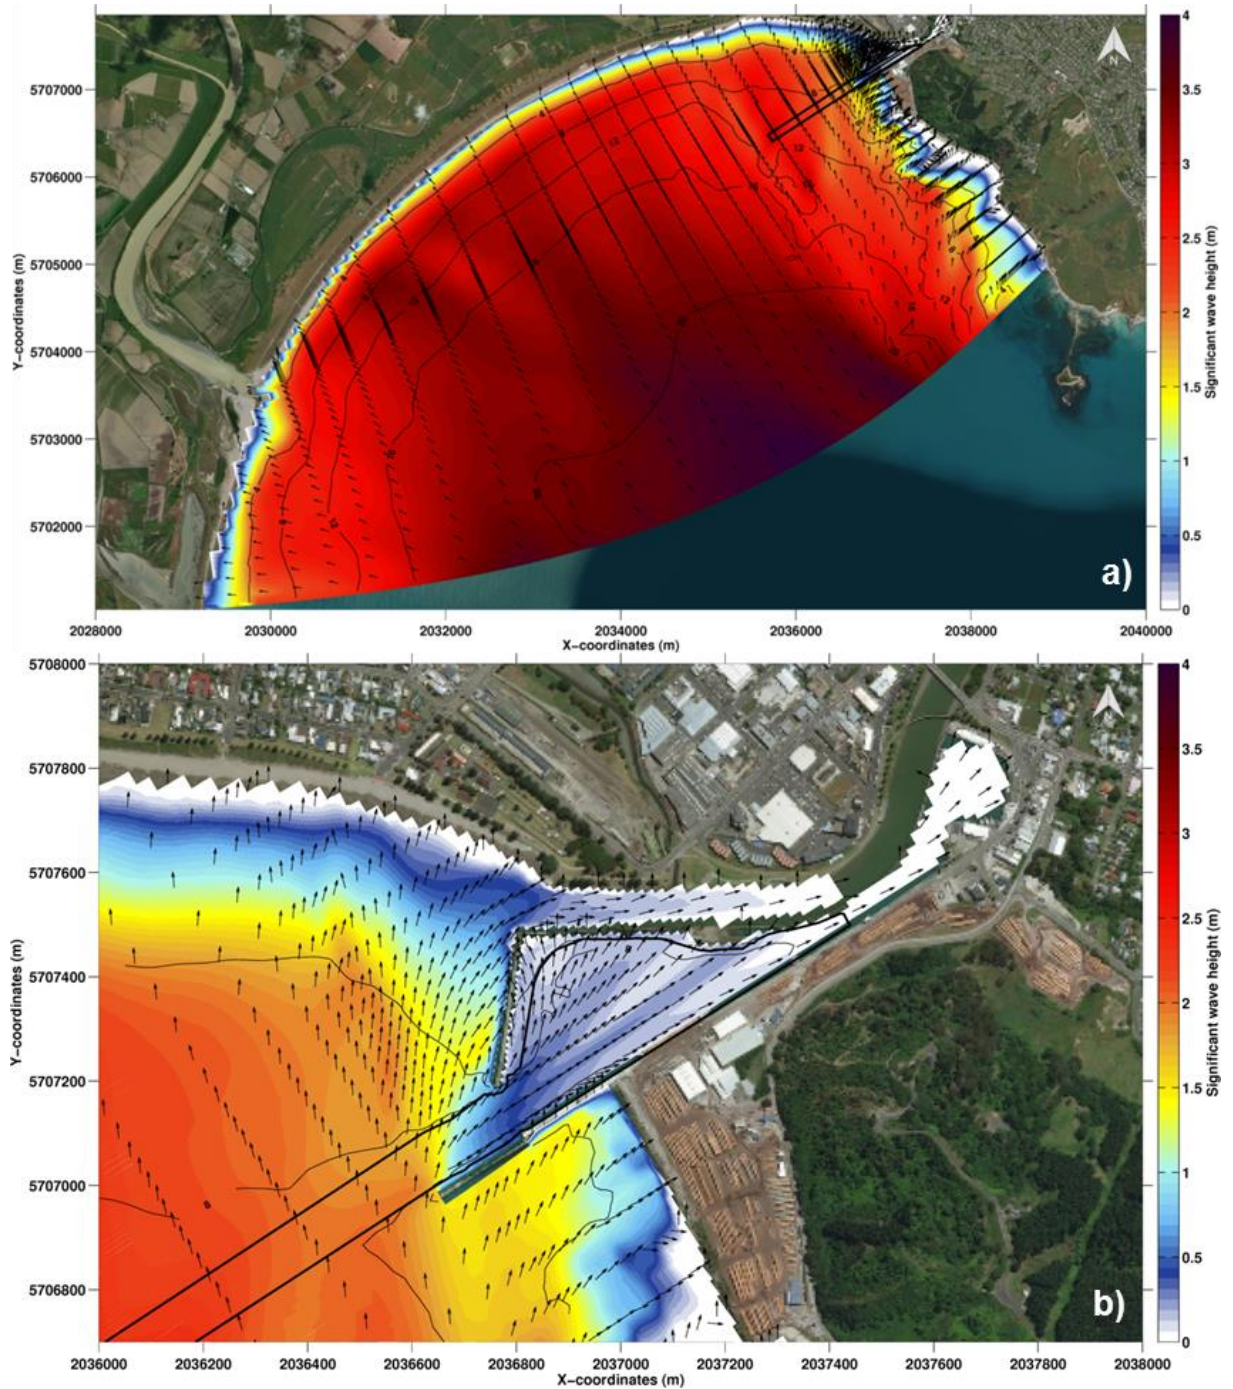 N
4
3.5
3
2.5
2
1.5
1
0.5
0
Significant wave height (m)
5707000
5706000
5705000
5704000
5703000
5702000
Y-coordinates (m)
a)
2028000 2030000 2032000 2034000 2036000 2038000 2040000
X-coordinates (m)
5708000
5707800
5707600
5707400
5707200
5707000
5706800
Y-coordinates (m)
N
4
3.5
3
2.5
2
1.5
1
0.5
0
Significant wave height (m)
8
b)
2036000 2036200 2036400 2036600 2036800 2037000 2037200 2037400 2037600 2037800 2038000
X-coordinates (m)